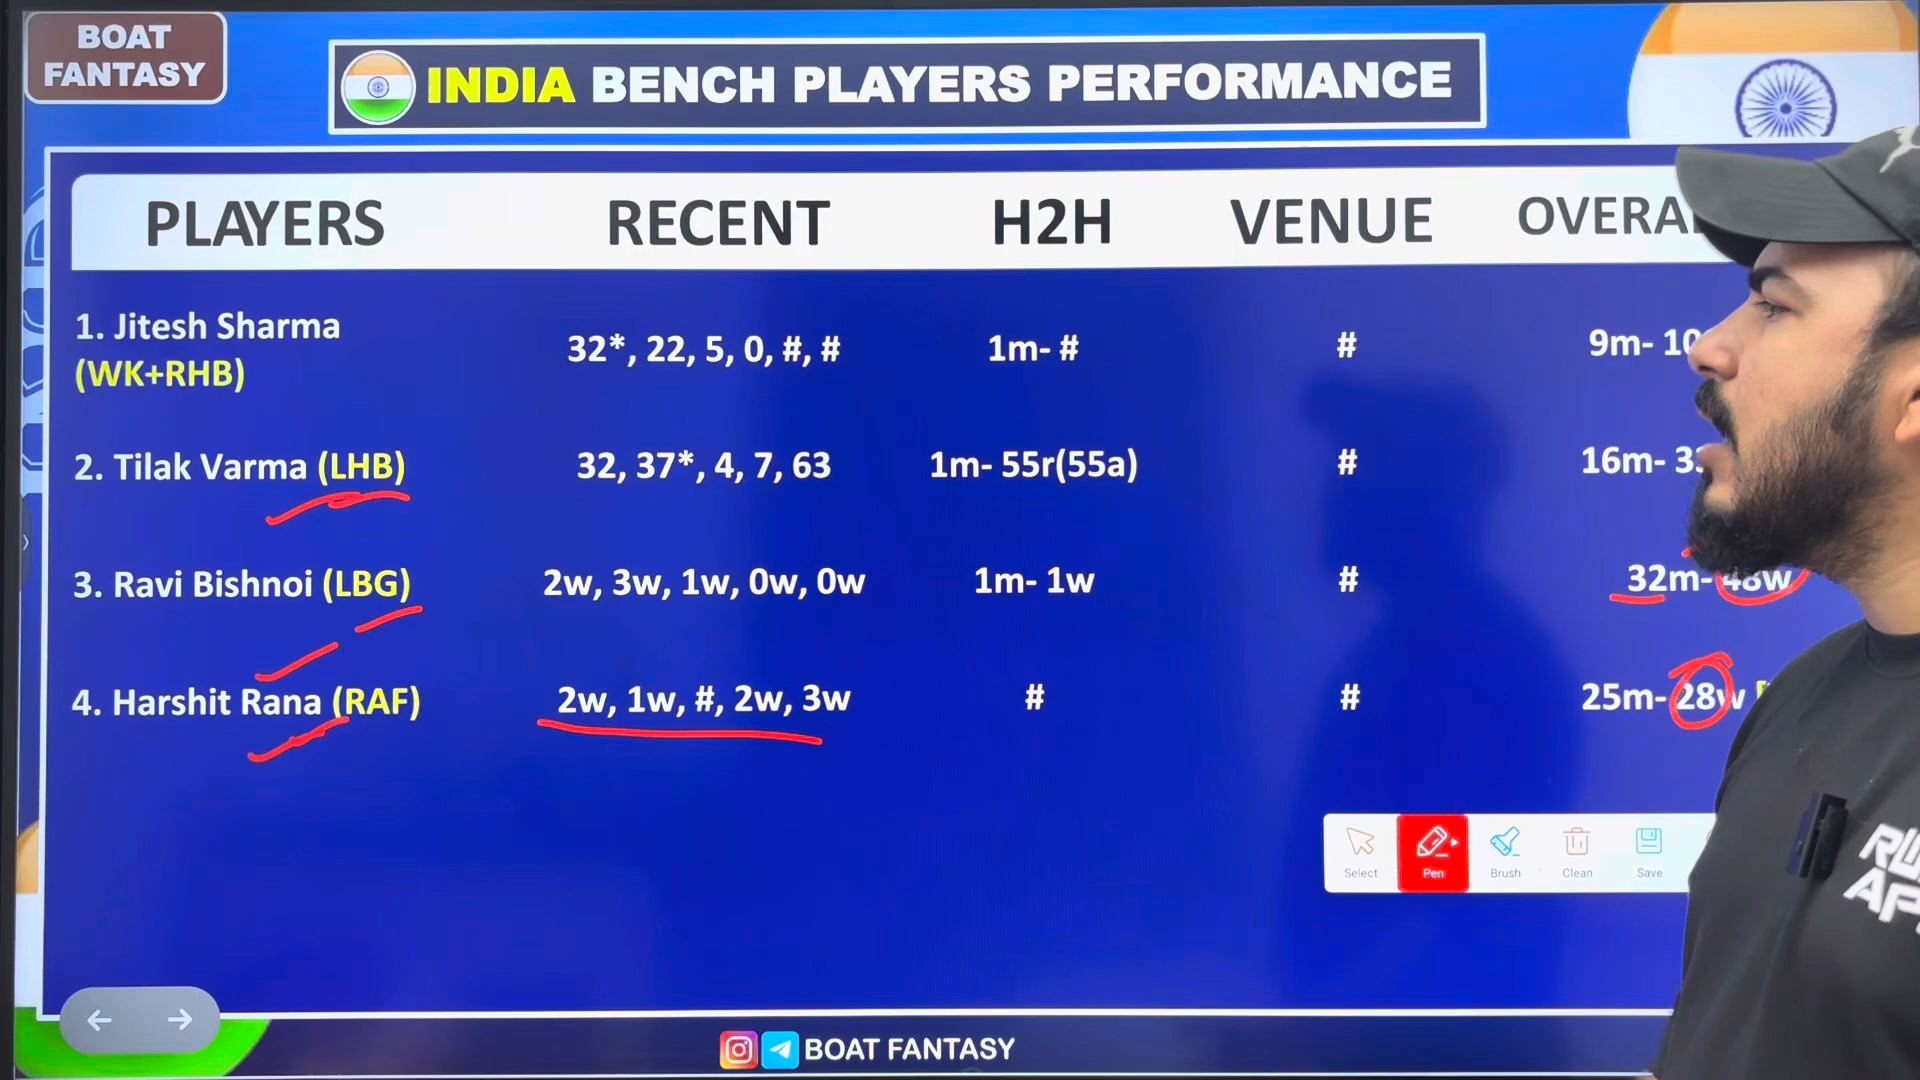 BOAT
FANTASY
INDIA BENCH PLAYERS PERFORMANCE
PLAYERS RECENT H2H VENUE
1. Jitesh Sharma
(WK+RHB) 32*, 22, 5, 0, #, # 1m- # # 9m-
2. Tilak Varma (LHB) 32, 37*, 4, 7, 63 1m- 55r(55a) # 16m-
3. Ravi Bishnoi (LBG) 2w, 3w, 1w, 0w, 0w 1m- 1w # 32m- 48w
4. Harshit Rana (RAF) 2w, 1w, #, 2w, 3w # # 25m- 28w
Select Pen Brush Clean Save
BOAT FANTASY